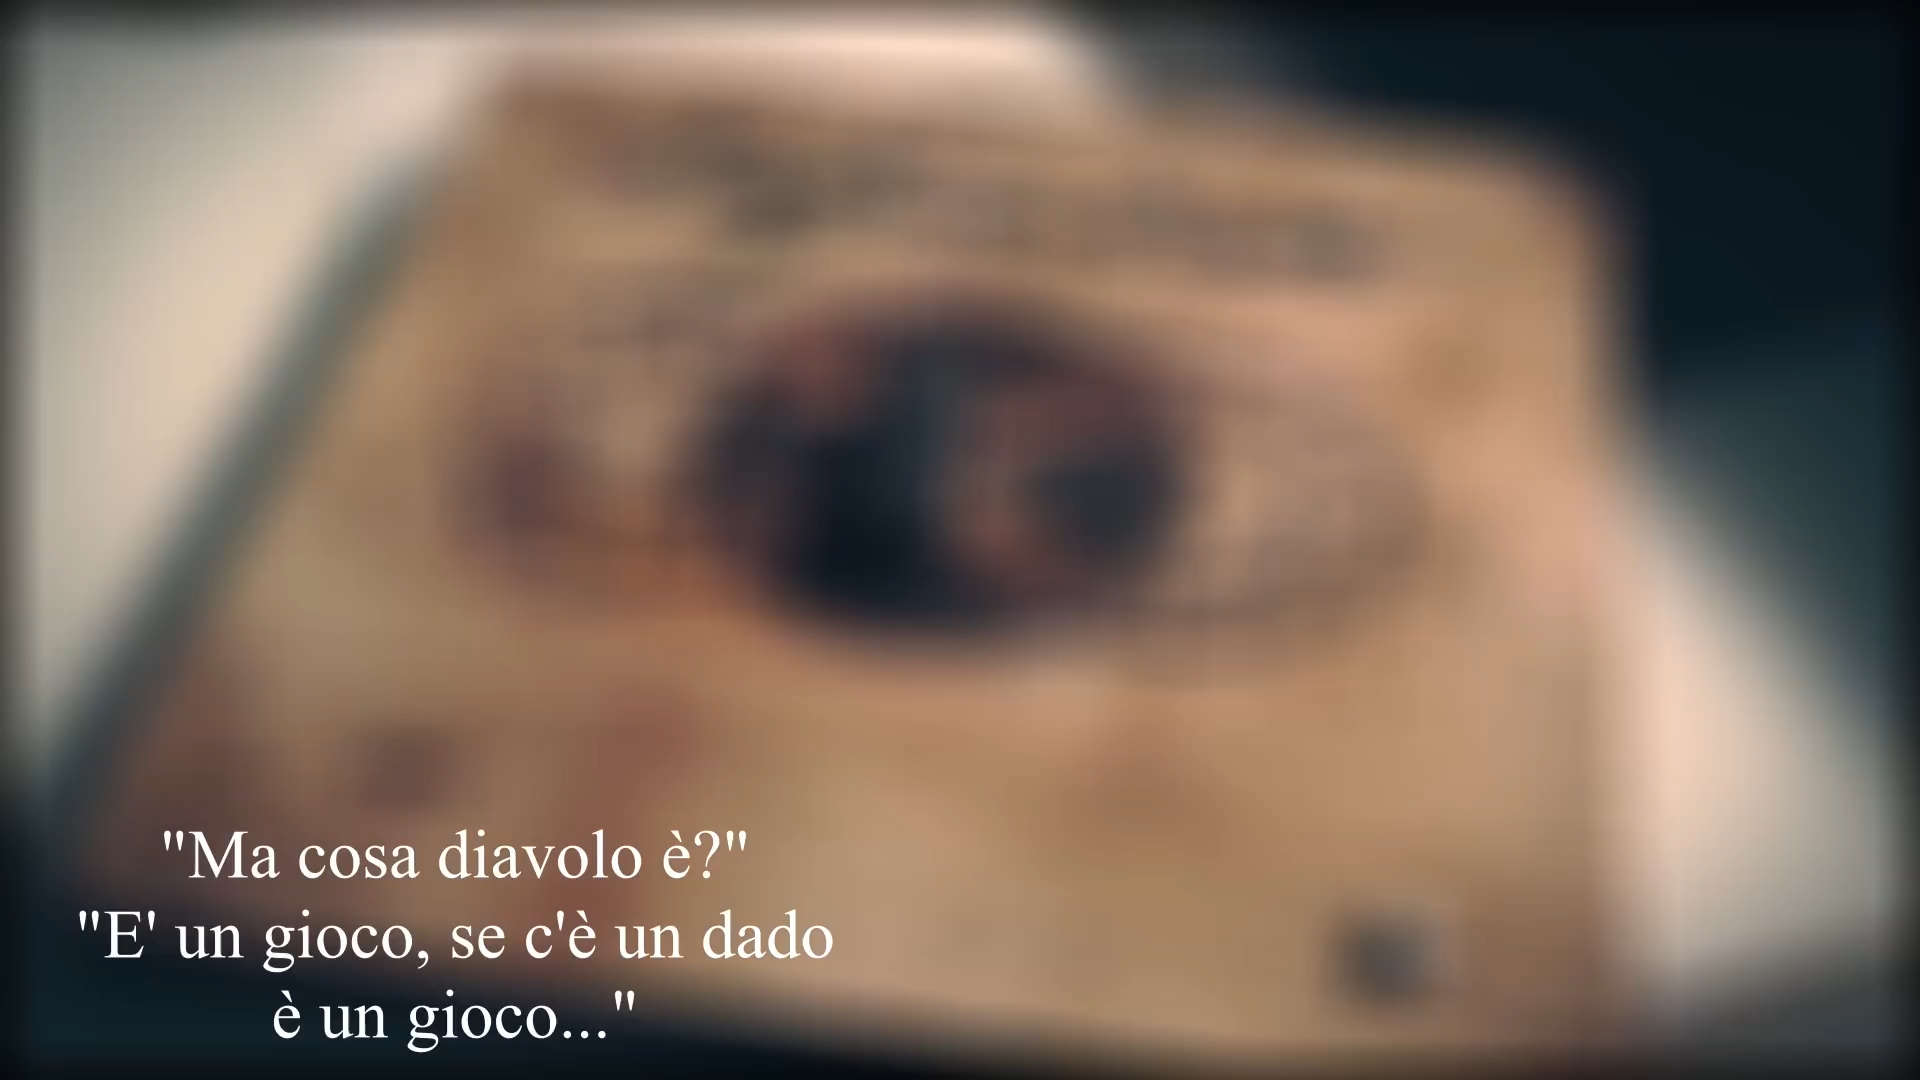 "Ma cosa diavolo è?"
"E' un gioco, se c'è un dado
è un gioco..."